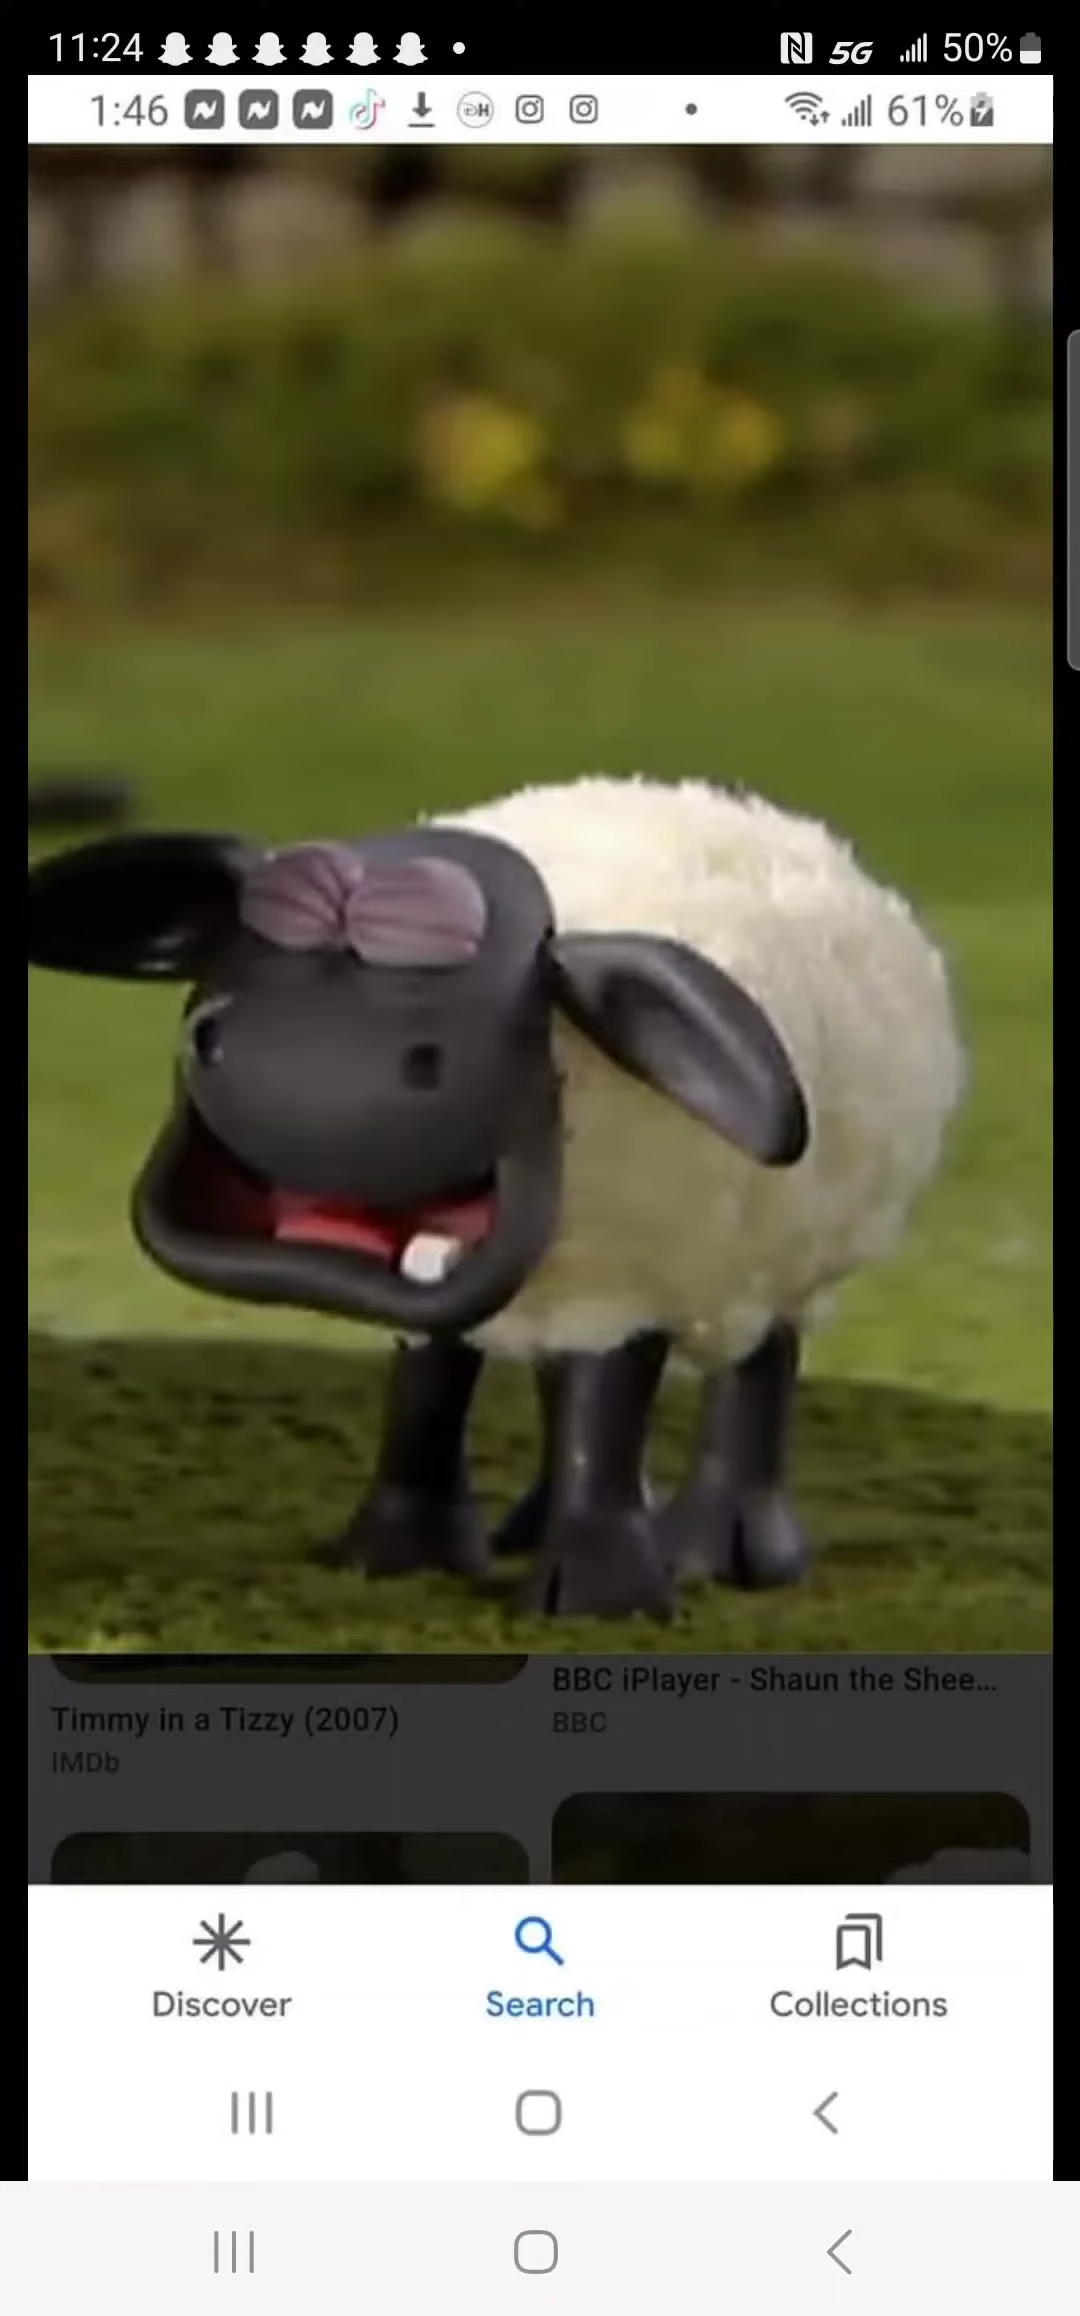 11:24
5G
50%
1:46
DH
61%
BBC iPlayer - Shaun the Shee...
BBC
Timmy in a Tizzy (2007)
IMDb
Discover
Search
Collections